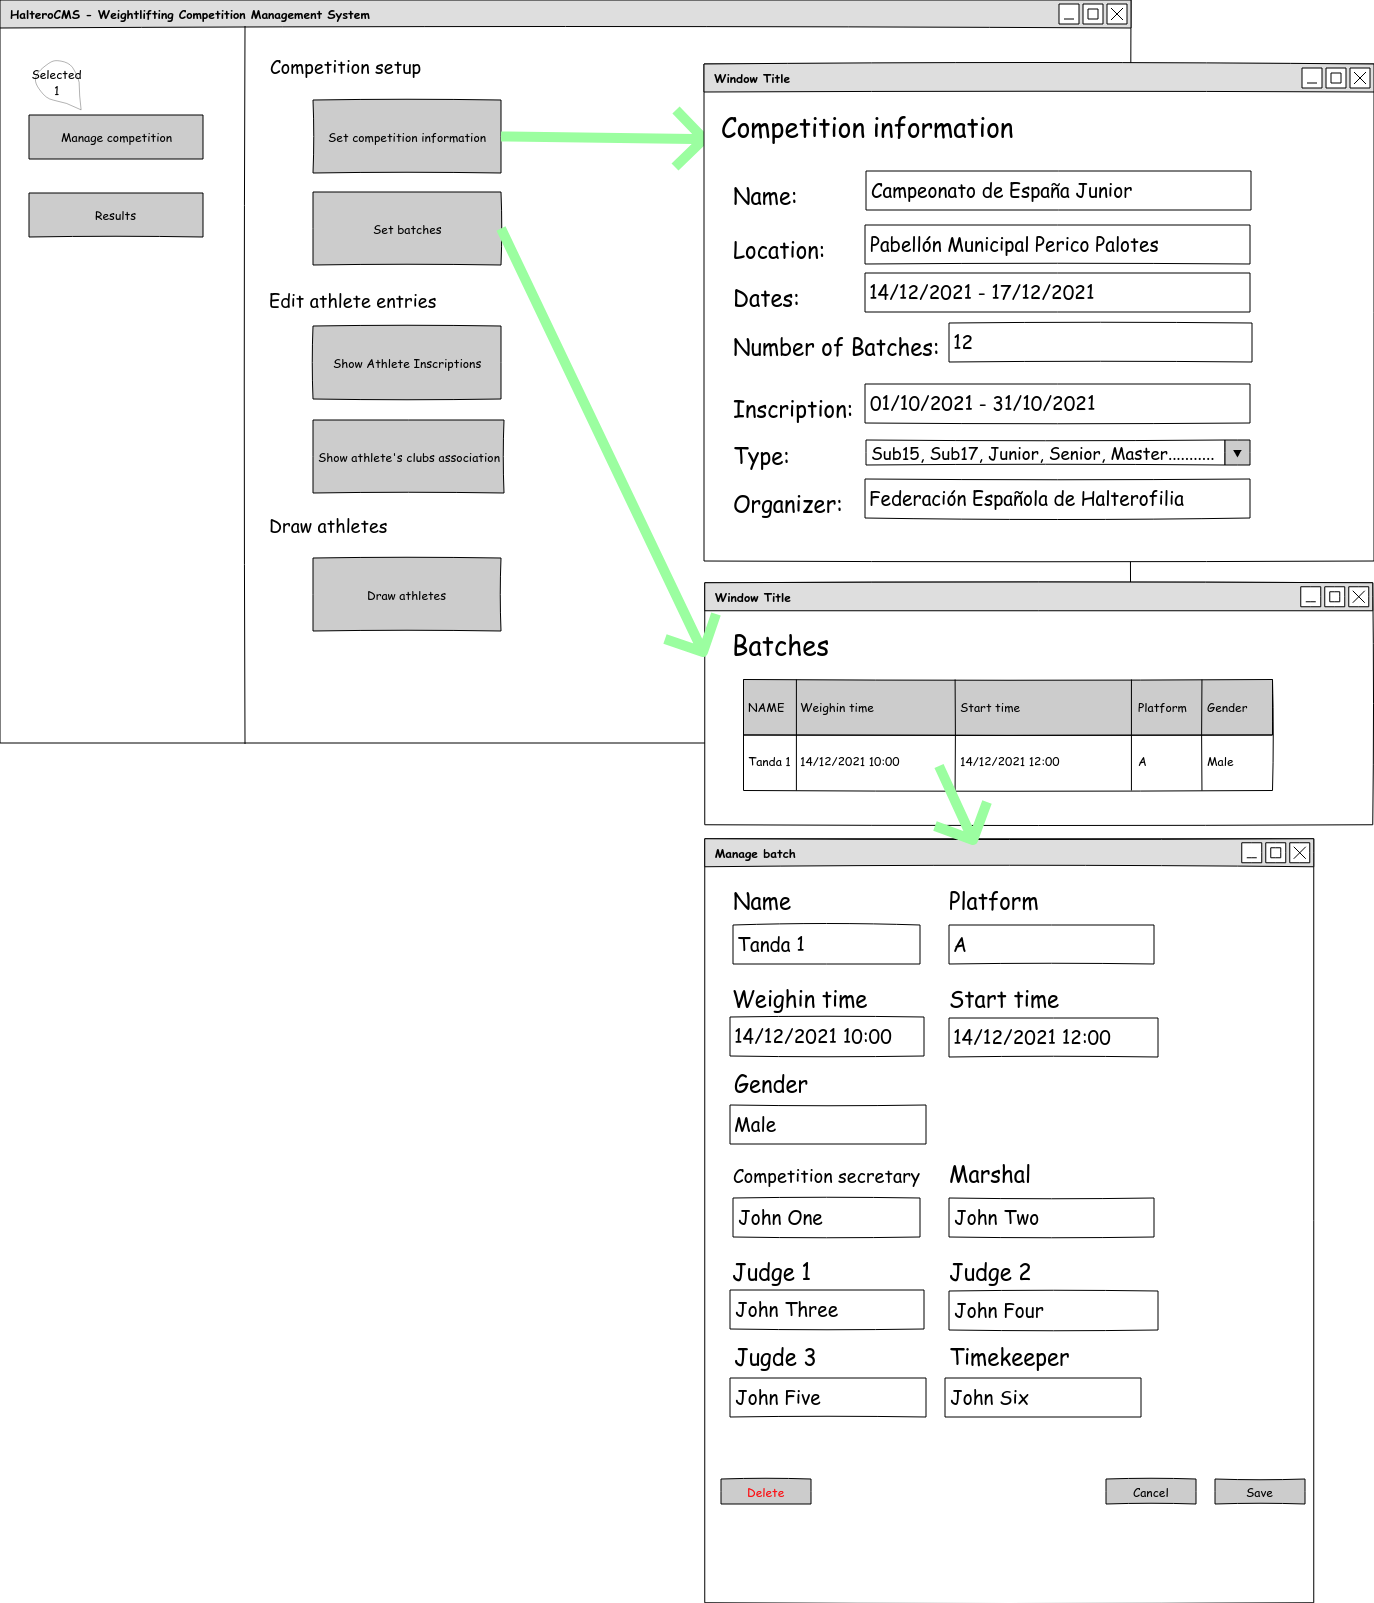 HalteroCMS - Weightlifting Competition Management System
Selected
1
Manage competition
Results
Competition setup
Set competition information
Set batches
Edit athlete entries
Show Athlete Inscriptions
Show athlete's clubs association
Draw athletes
Draw athletes
Window Title
Competition information
Name: Campeonato de España Junior
Location: Pabellón Municipal Perico Palotes
Dates: 14/12/2021 - 17/12/2021
Number of Batches: 12
Inscription: 01/10/2021 - 31/10/2021
Type: Sub15, Sub17, Junior, Senior, Master...........
Organizer: Federación Española de Halterofilia
Window Title
Batches
NAME Weighin time Start time Platform Gender
Tanda 1 14/12/2021 10:00 14/12/2021 12:00 A Male
Manage batch
Name Platform
Tanda 1 A
Weighin time Start time
14/12/2021 10:00 14/12/2021 12:00
Gender
Male
Competition secretary Marshal
John One John Two
Judge 1 Judge 2
John Three John Four
Jugde 3 Timekeeper
John Five John Six
Delete Cancel Save